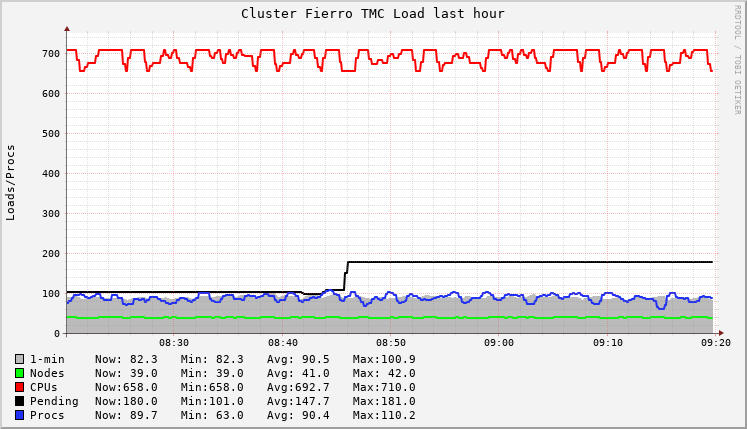 Cluster Fierro TMC Load last hour
RRDTOOL / TOBI OETIKER
Loads/Procs
700
600
500
400
300
200
100
0
08:30 08:40 08:50 09:00 09:10 09:20
1-min Now: 82.3 Min: 82.3 Avg: 90.5 Max:100.9
Nodes Now: 39.0 Min: 39.0 Avg: 41.0 Max: 42.0
CPUs Now:658.0 Min:658.0 Avg:692.7 Max:710.0
Pending Now:180.0 Min:101.0 Avg:147.7 Max:181.0
Procs Now: 89.7 Min: 63.0 Avg: 90.4 Max:110.2